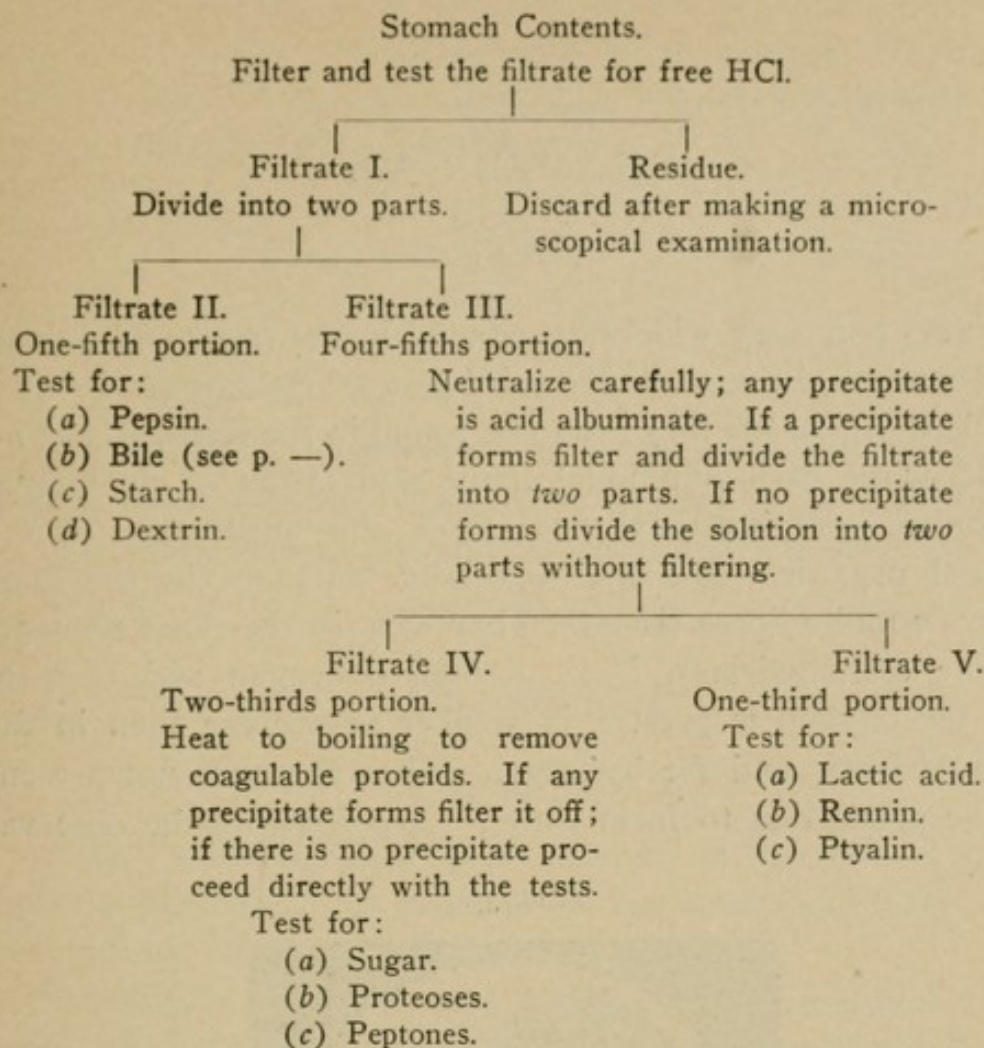 Stomach Contents.
Filter and test the filtrate for free HCl.
Filtrate I.
Divide into two parts.
Residue.
Discard after making a micro-
scopical examination.
Filtrate II.
One-fifth portion.
Test for:
(a) Pepsin.
(b) Bile (see p. —).
(c) Starch.
(d) Dextrin.
Filtrate III.
Four-fifths portion.
Neutralize carefully; any precipitate
is acid albuminate. If a precipitate
forms filter and divide the filtrate
into two parts. If no precipitate
forms divide the solution into two
parts without filtering.
Filtrate IV.
Two-thirds portion.
Heat to boiling to remove
coagulable proteids. If any
precipitate forms filter it off;
if there is no precipitate pro-
ceed directly with the tests.
Test for:
(a) Sugar.
(b) Proteoses.
(c) Peptones.
Filtrate V.
One-third portion.
Test for:
(a) Lactic acid.
(b) Rennin.
(c) Ptyalin.